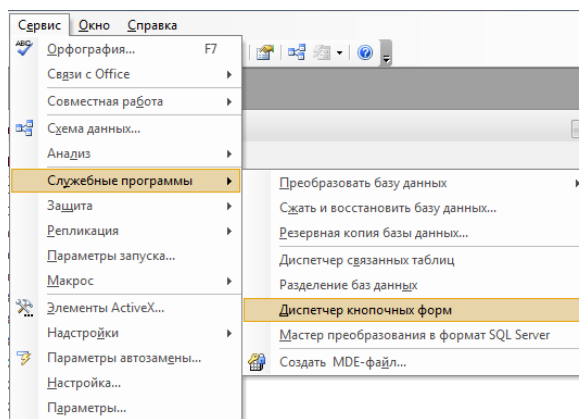 Сервис Окно Справка
Орфография... F7
Связи с Office
Совместная работа
Схема данных...
Анализ
Служебные программы
Защита
Репликация
Параметры запуска...
Макрос
Элементы ActiveX...
Надстройки
Параметры автозамены...
Настройка...
Параметры...
Преобразовать базу данных
Сжать и восстановить базу данных...
Резервная копия базы данных...
Диспетчер связанных таблиц
Разделение баз данных
Диспетчер кнопочных форм
Мастер преобразования в формат SQL Server
Создать MDE-файл...